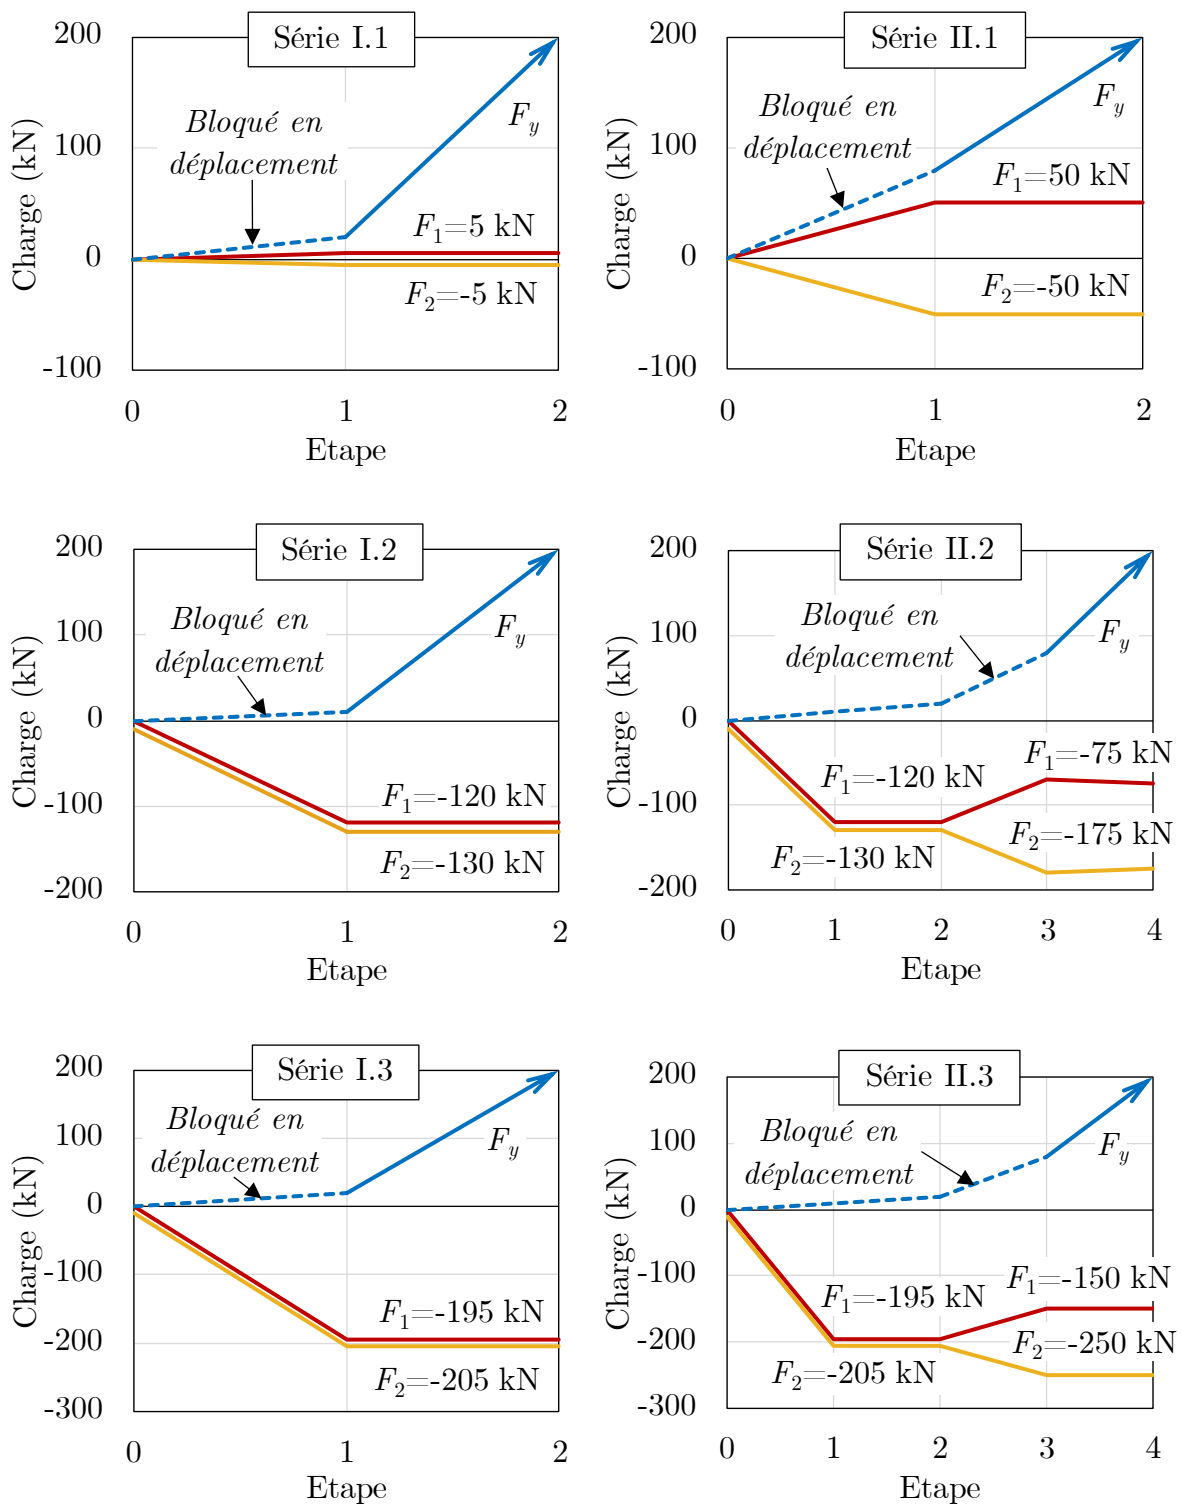 Série I.1
200
100
0
-100
Charge (kN)
Bloqué en
déplacement
F_y
F_1=5 kN
F_2=-5 kN
0 1 2
Etape
Série II.1
200
100
0
-100
Charge (kN)
Bloqué en
déplacement
F_y
F_1=50 kN
F_2=-50 kN
0 1 2
Etape
Série I.2
200
100
0
-100
-200
Charge (kN)
Bloqué en
déplacement
F_y
F_1=-120 kN
F_2=-130 kN
0 1 2
Etape
Série II.2
200
100
0
-100
-200
Charge (kN)
Bloqué en
déplacement
F_y
F_1=-75 kN
F_1=-120 kN
F_2=-175 kN
F_2=-130 kN
0 1 2 3 4
Etape
Série I.3
200
100
0
-100
-200
-300
Charge (kN)
Bloqué en
déplacement
F_y
F_1=-195 kN
F_2=-205 kN
0 1 2
Etape
Série II.3
200
100
0
-100
-200
-300
Charge (kN)
Bloqué en
déplacement
F_y
F_1=-150 kN
F_1=-195 kN
F_2=-250 kN
F_2=-205 kN
0 1 2 3 4
Etape